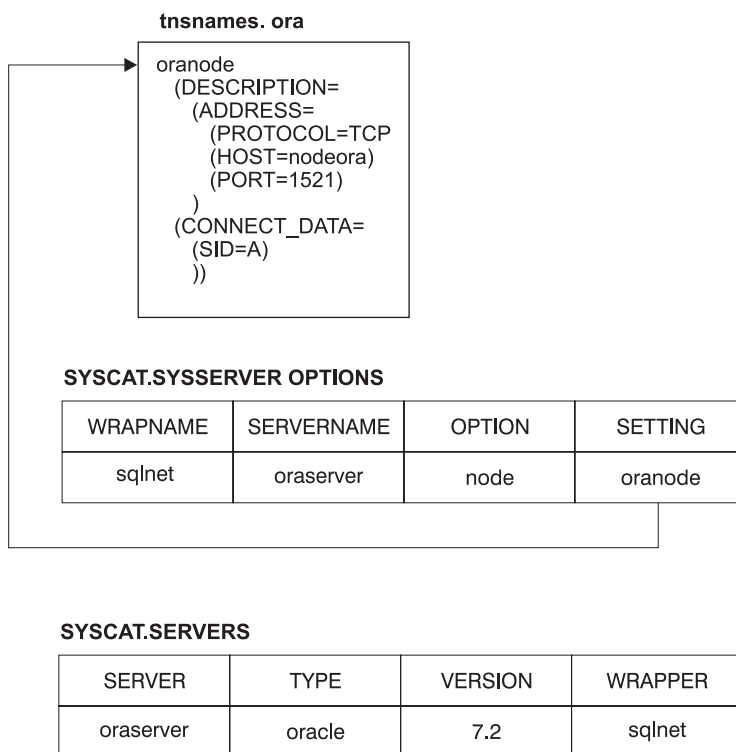 tnsnames. ora
oranode
(DESCRIPTION=
(ADDRESS=
(PROTOCOL=TCP
(HOST=nodeora)
(PORT=1521)
)
(CONNECT_DATA=
(SID=A)
))
SYSCAT.SYSSERVER OPTIONS
WRAPNAME SERVERNAME OPTION SETTING
sqlnet oraserver node oranode
SYSCAT.SERVERS
SERVER TYPE VERSION WRAPPER
oraserver oracle 7.2 sqlnet